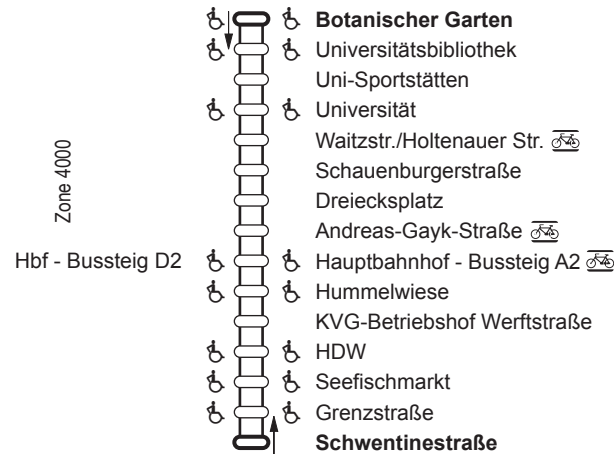 Botanischer Garten
Universitätsbibliothek
Uni-Sportstätten
Universität
Waitzstr./Holtenauer Str.
Schauenburgerstraße
Dreiecksplatz
Andreas-Gayk-Straße
Zone 4000
Hbf - Bussteig D2
Hauptbahnhof - Bussteig A2
Hummelwiese
KVG-Betriebshof Werftstraße
HDW
Seefischmarkt
Grenzstraße
Schwentinestraße